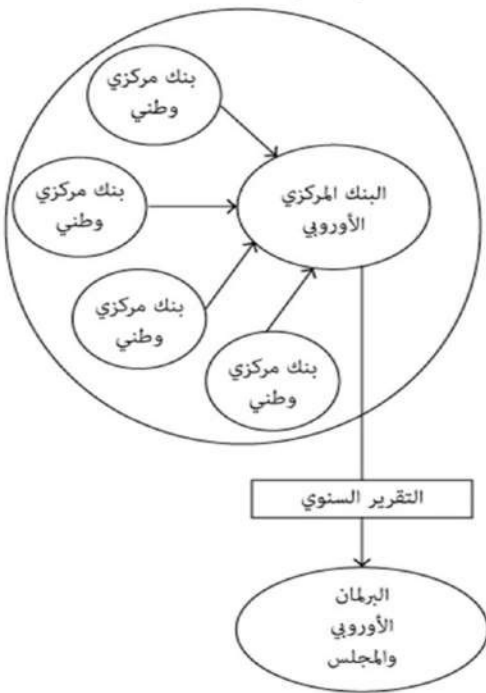 بنك مركزي
وطني
البنك المركزي
الأوروبي
بنك مركزي
وطني
بنك مركزي
وطني
بنك مركزي
وطني
التقرير السنوي
البرلمان
الأوروبي
والمجلس